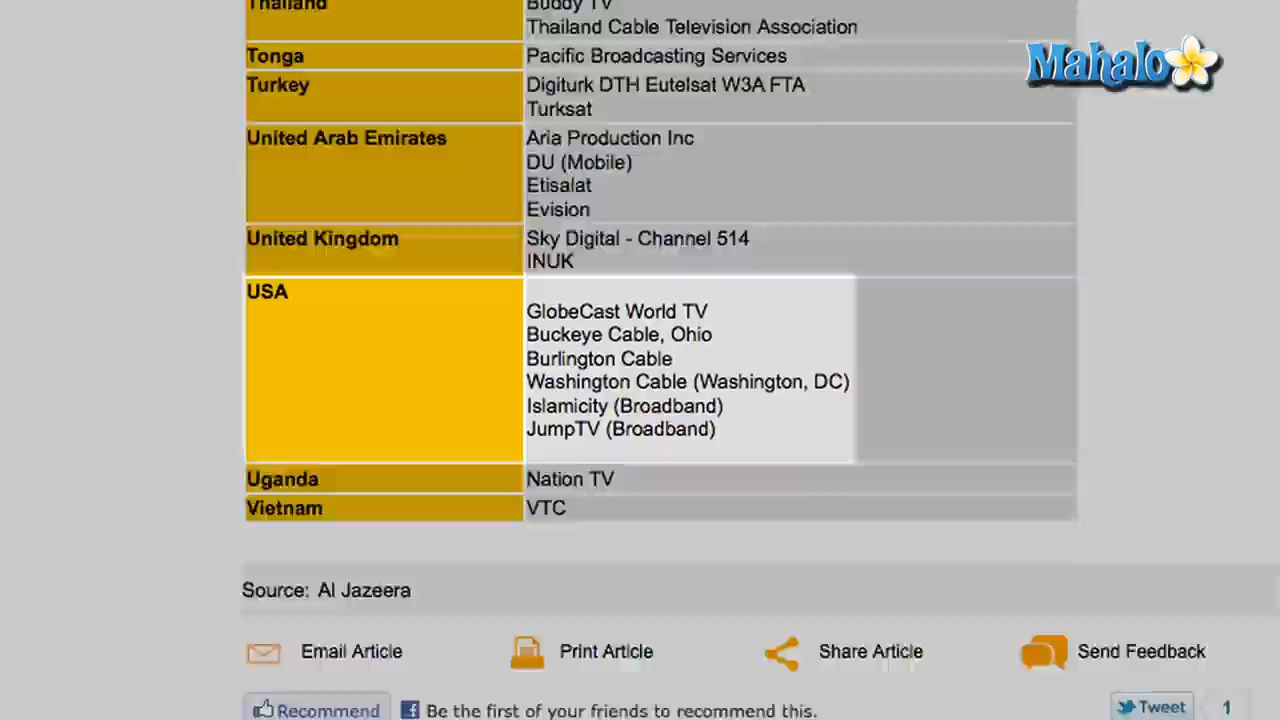 Thailand
Buddy TV
Thailand Cable Television Association
Mahalo
Tonga
Pacific Broadcasting Services
Turkey
Digiturk DTH Eutelsat W3A FTA
Turksat
United Arab Emirates
Aria Production Inc
DU (Mobile)
Etisalat
Evision
United Kingdom
Sky Digital - Channel 514
INUK
USA
GlobeCast World TV
Buckeye Cable, Ohio
Burlington Cable
Washington Cable (Washington, DC)
Islamicity (Broadband)
JumpTV (Broadband)
Uganda
Nation TV
Vietnam
VTC
Source: Al Jazeera
Email Article
Print Article
Share Article
Send Feedback
Recommend
Be the first of your friends to recommend this.
Tweet
1